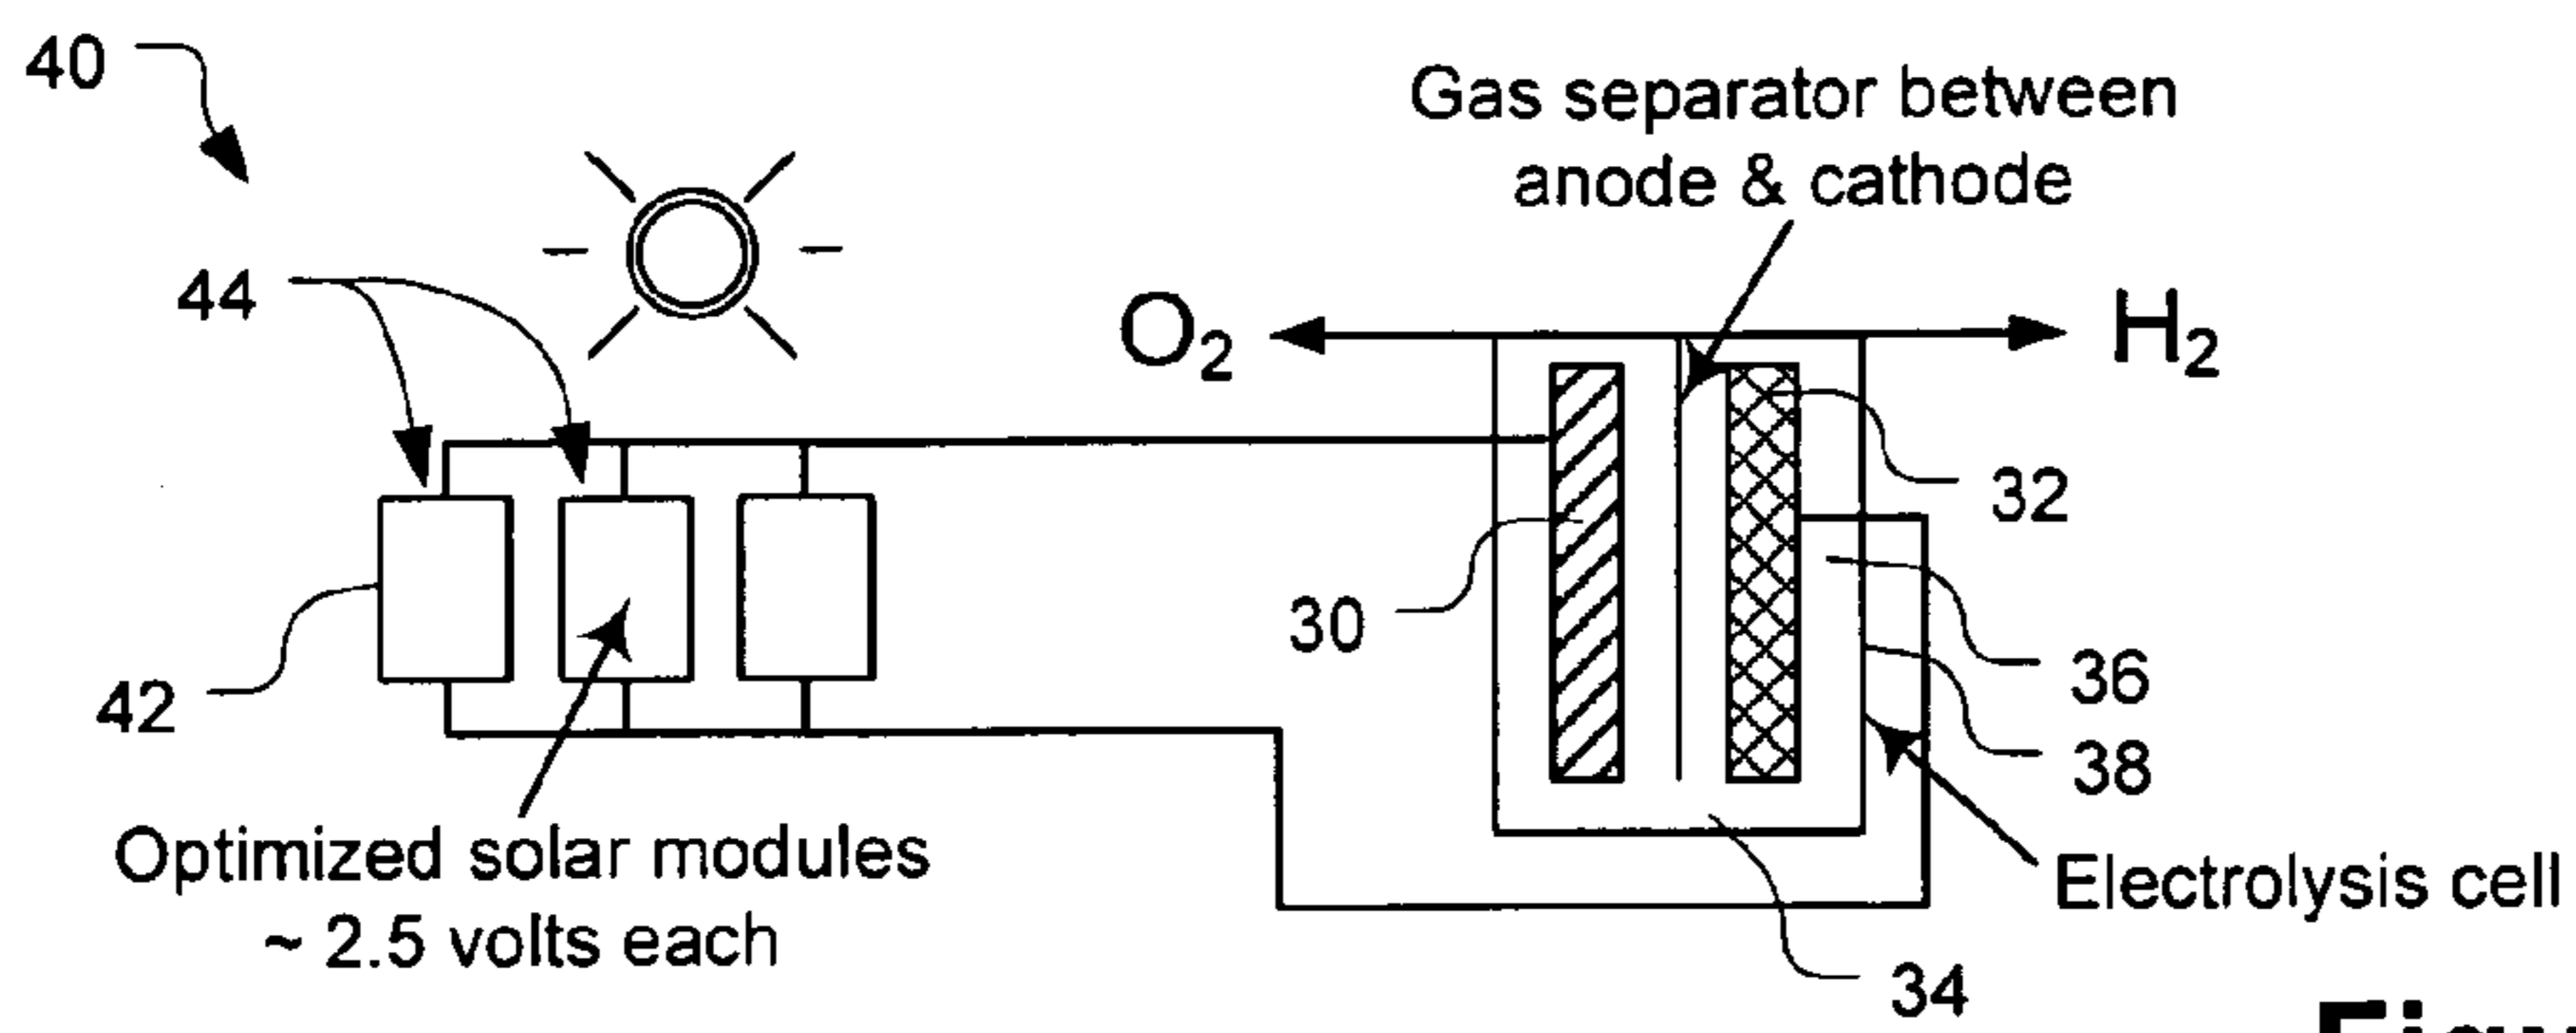 40
Gas separator between
anode & cathode
44
O2
H2
32
30
36
42
38
Optimized solar modules
~ 2.5 volts each
Electrolysis cell
34